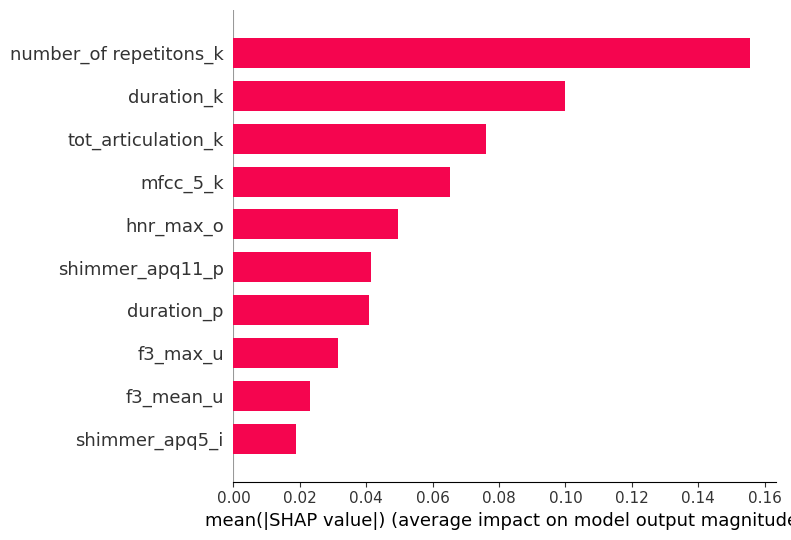 number_of repetitons_k
duration_k
tot_articulation_k
mfcc_5_k
hnr_max_o
shimmer_apq11_p
duration_p
f3_max_u
f3_mean_u
shimmer_apq5_i
0.00 0.02 0.04 0.06 0.08 0.10 0.12 0.14 0.16
mean(|SHAP value|) (average impact on model output magnitude